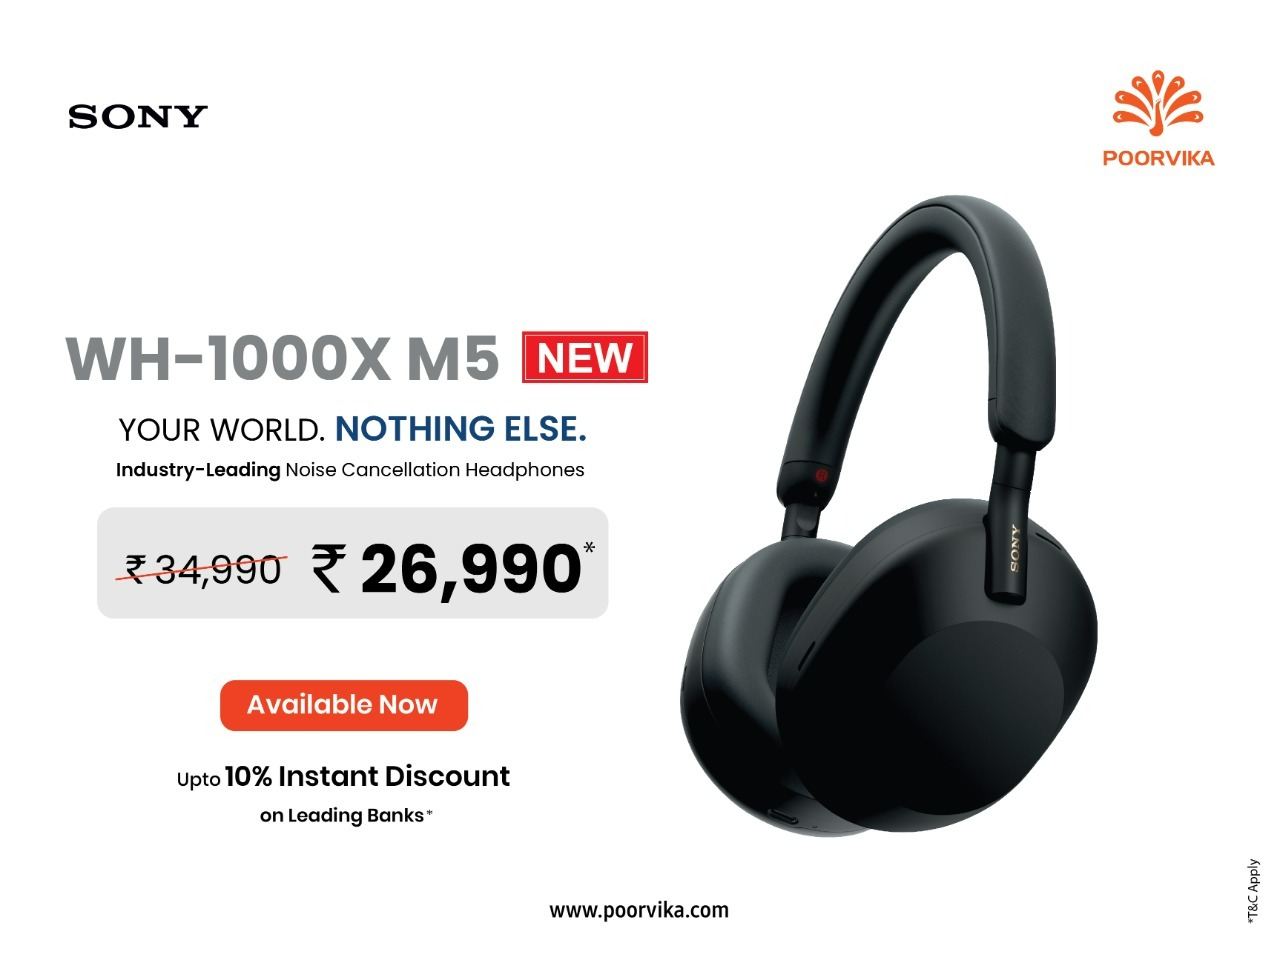 SONY
POORVIKA
WH-1000X M5 NEW
YOUR WORLD. NOTHING ELSE.
Industry-Leading Noise Cancellation Headphones
₹ 34,990 ₹ 26,990*
Available Now
Upto 10% Instant Discount
on Leading Banks*
www.poorvika.com
*T&C Apply
SONY